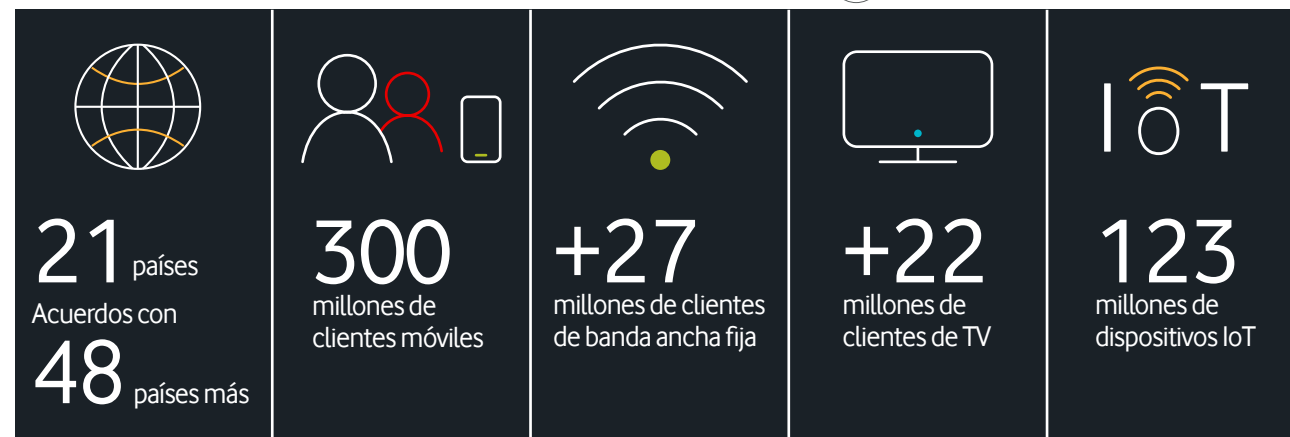 21 países
Acuerdos con
48 países más
300
millones de
clientes móviles
+27
millones de clientes
de banda ancha fija
+22
millones de
clientes de TV
IoT
123
millones de
dispositivos IoT